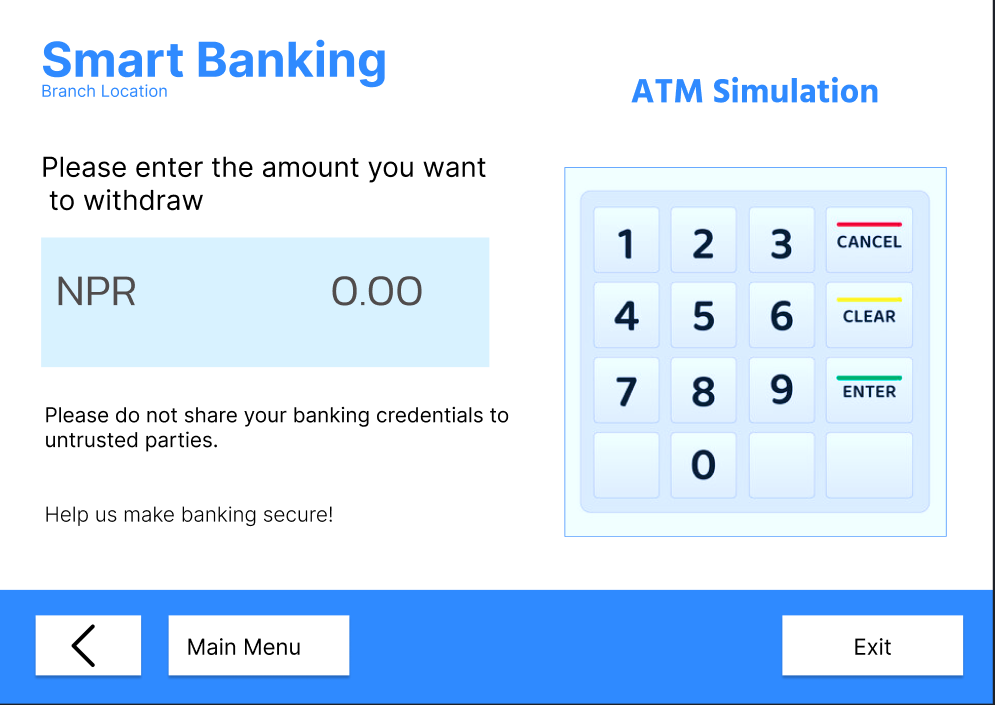 Smart Banking
Branch Location
ATM Simulation
Please enter the amount you want
to withdraw
NPR 0.00
Please do not share your banking credentials to
untrusted parties.
Help us make banking secure!
1 2 3 CANCEL
4 5 6 CLEAR
7 8 9 ENTER
0
Main Menu
Exit